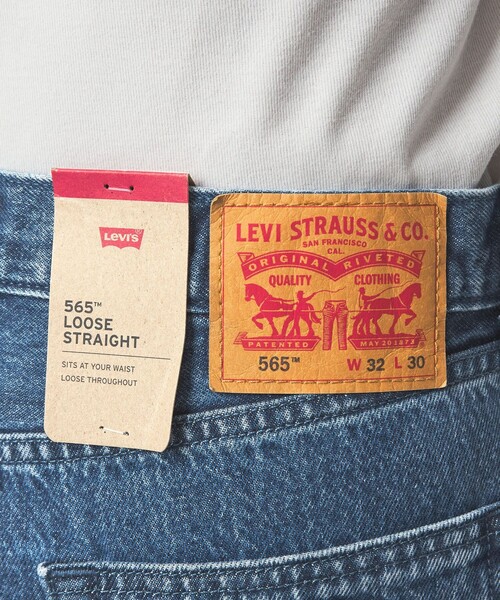 Levi's
565™
LOOSE
STRAIGHT
SITS AT YOUR WAIST
LOOSE THROUGHOUT
LEVI STRAUSS & CO.
SAN FRANCISCO
CAL.
ORIGINAL RIVETED
QUALITY CLOTHING
PATENTED MAY 20 1873
565™ W 32 L 30